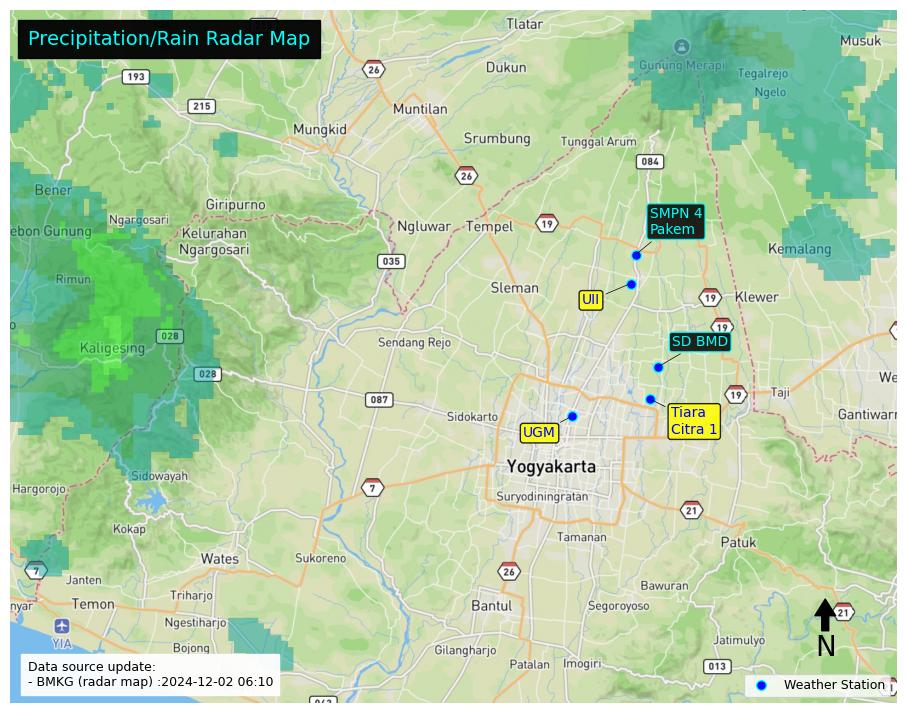 Precipitation/Rain Radar Map
Tlatar
Musuk
Gunung Merapi
26
Dukun
193
Tegalrejo
Ngelo
215
Muntilan
Mungkid
Srumbung
Tunggal Arum
084
26
Bener
Giripurno
SMPN 4
Pakem
Ngargosari
Ngluwar
Tempel
19
ebon Gunung
Kelurahan
Ngargosari
Kemalang
035
Rimun
Sleman
UII
19
Klewer
19
028
Sendang Rejo
SD BMD
Kaligesing
028
We
087
19
Taji
Sidokarto
Tiara
Citra 1
Gantiwarr
UGM
Yogyakarta
Sidowayah
Hargorojo
7
Suryodiningratan
21
Kokap
Tamanan
Patuk
Wates
Sukoreno
7
26
Janten
Bawuran
nyar
Temon
Triharjo
Bantul
Segoroyoso
21
Ngestiharjo
YIA
N
Bojong
Gilangharjo
Jatimulyo
Patalan
Imogiri
013
Data source update:
- BMKG (radar map) :2024-12-02 06:10
Weather Station